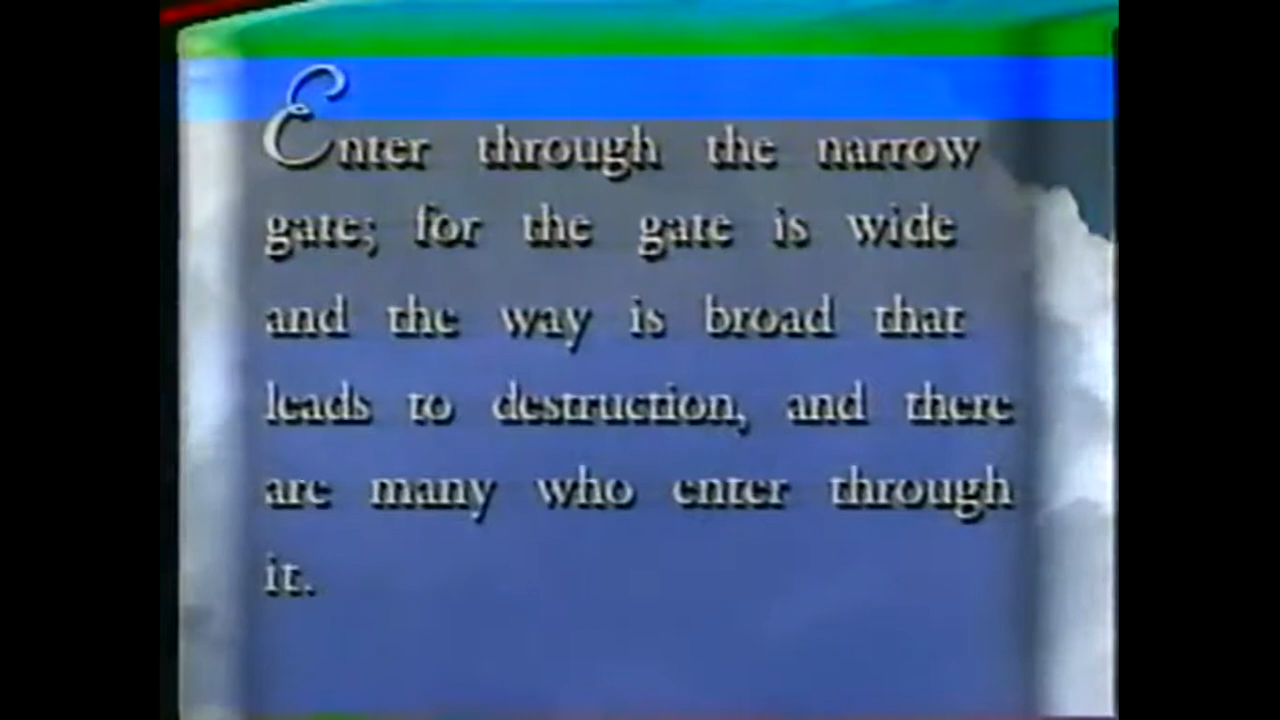 Enter through the narrow
gate; for the gate is wide
and the way is broad that
leads to destruction, and there
are many who enter through
it.